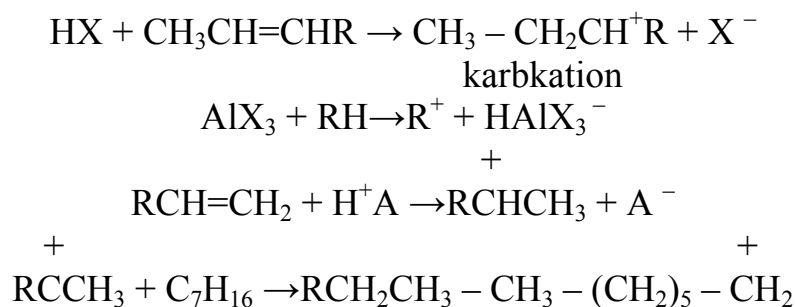 HX + CH₃CH=CHR → CH₃ – CH₂CH⁺R + X ⁻
karbkation
AlX₃ + RH→R⁺ + HAlX₃⁻
+
RCH=CH₂ + H⁺A →RCHCH₃ + A ⁻
+ +
RCCH₃ + C₇H₁₆ →RCH₂CH₃ – CH₃ – (CH₂)₅ – CH₂